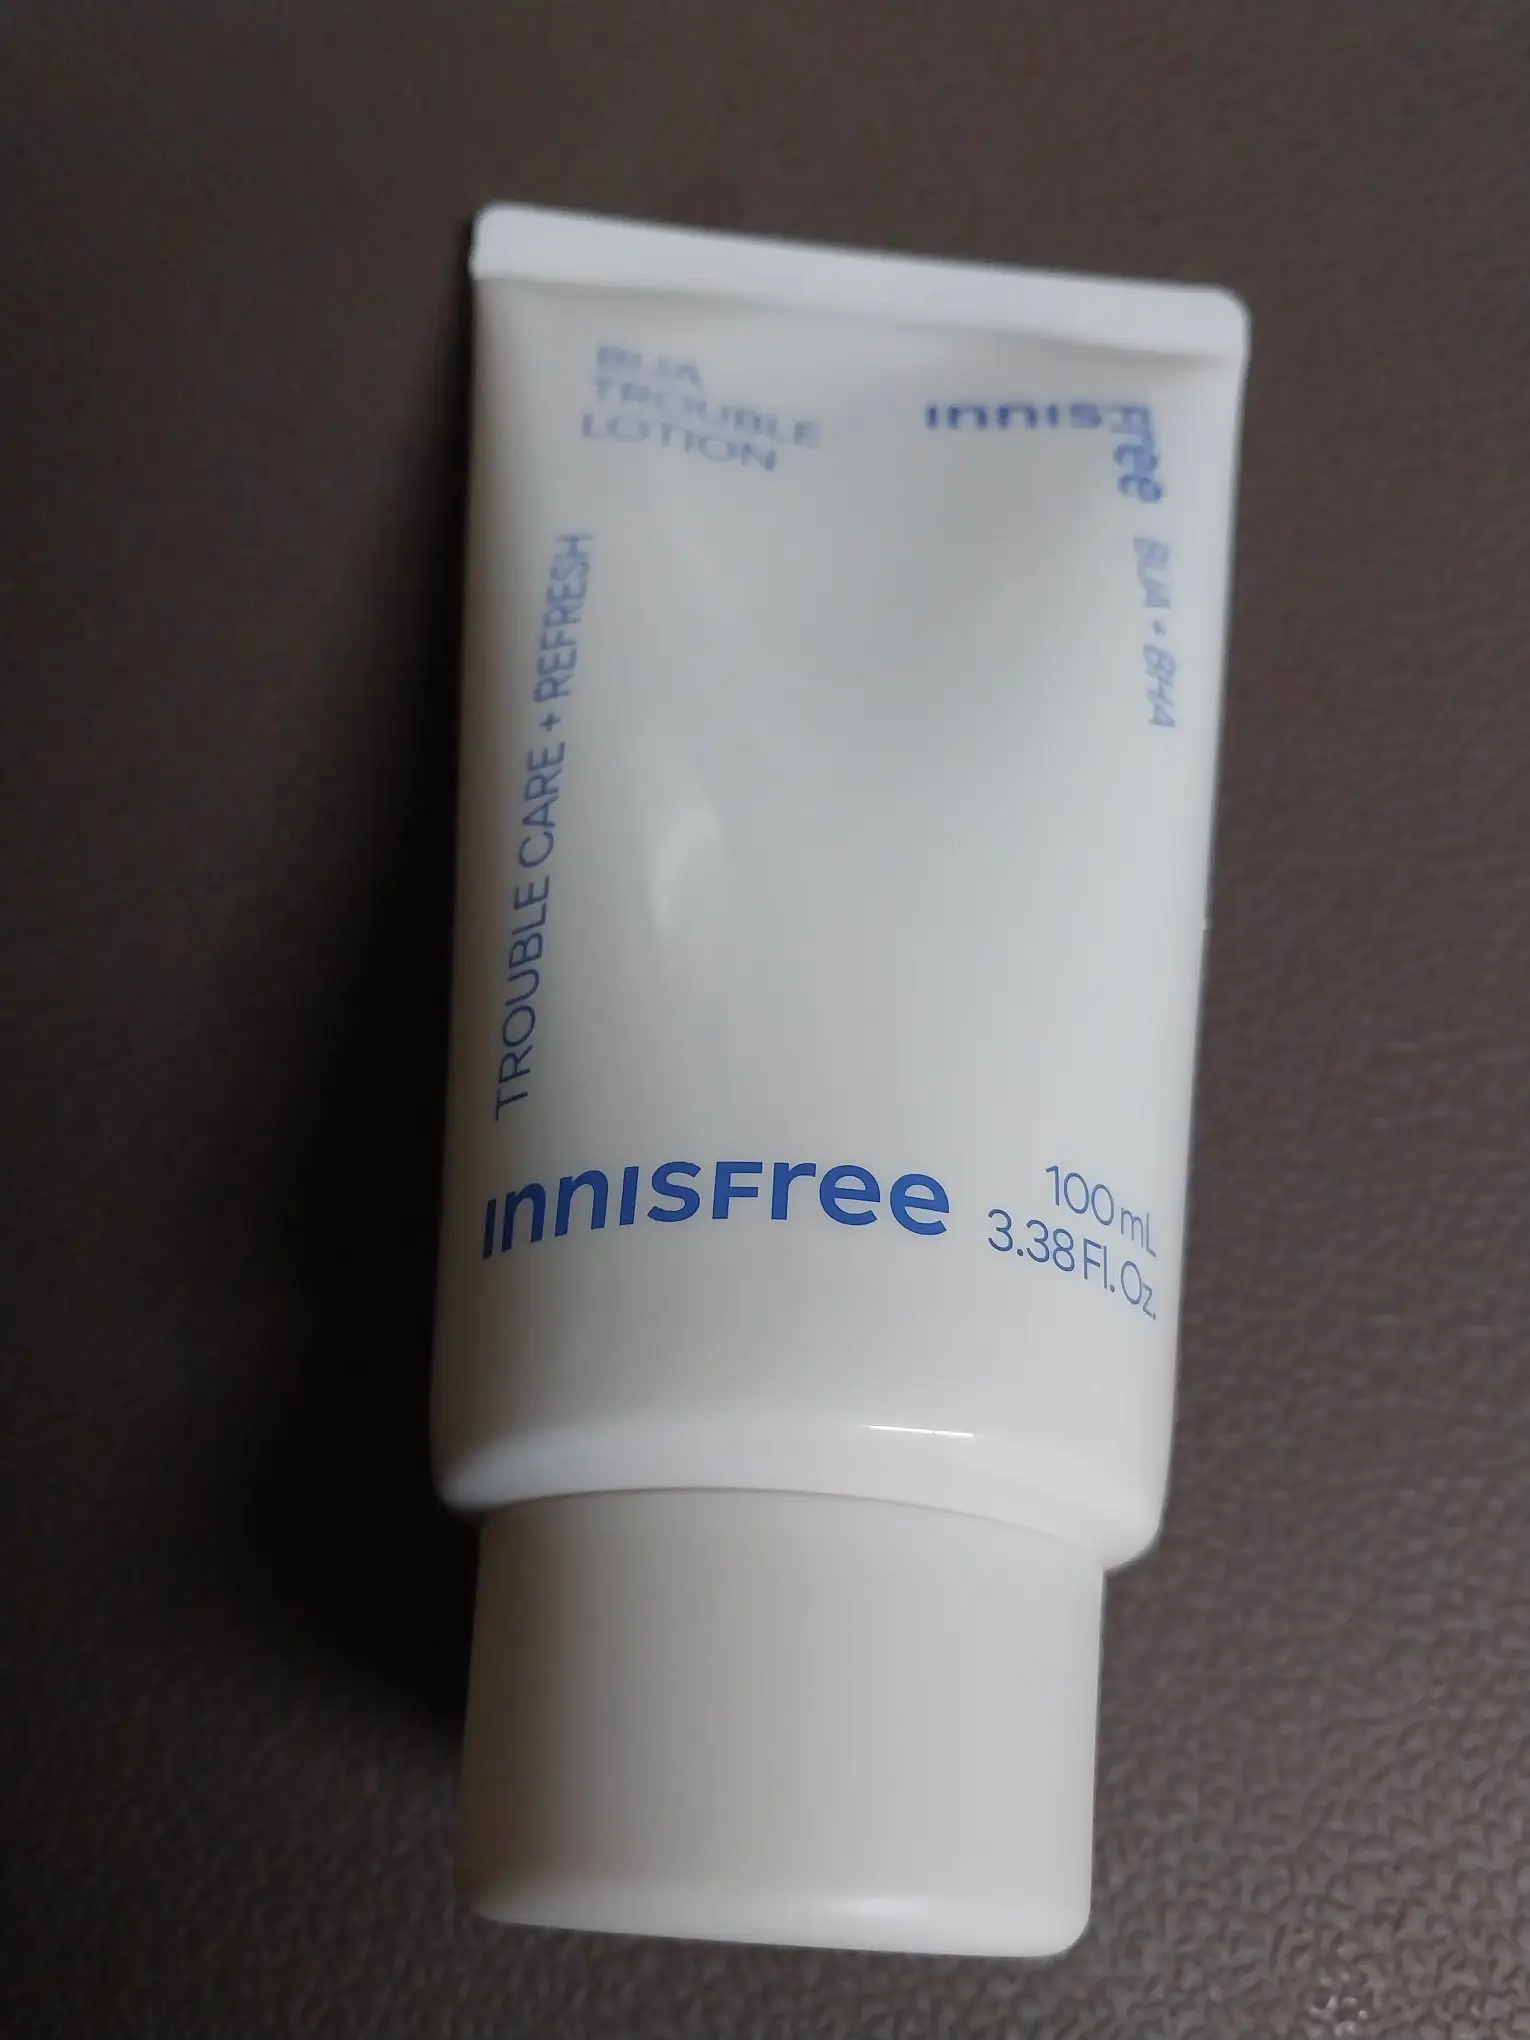 BIJA
TROUBLE
LOTION
INNISFree
BIJA + BHA
TROUBLE CARE + REFRESH
INNISFree
100 mL
3.38 Fl. Oz.